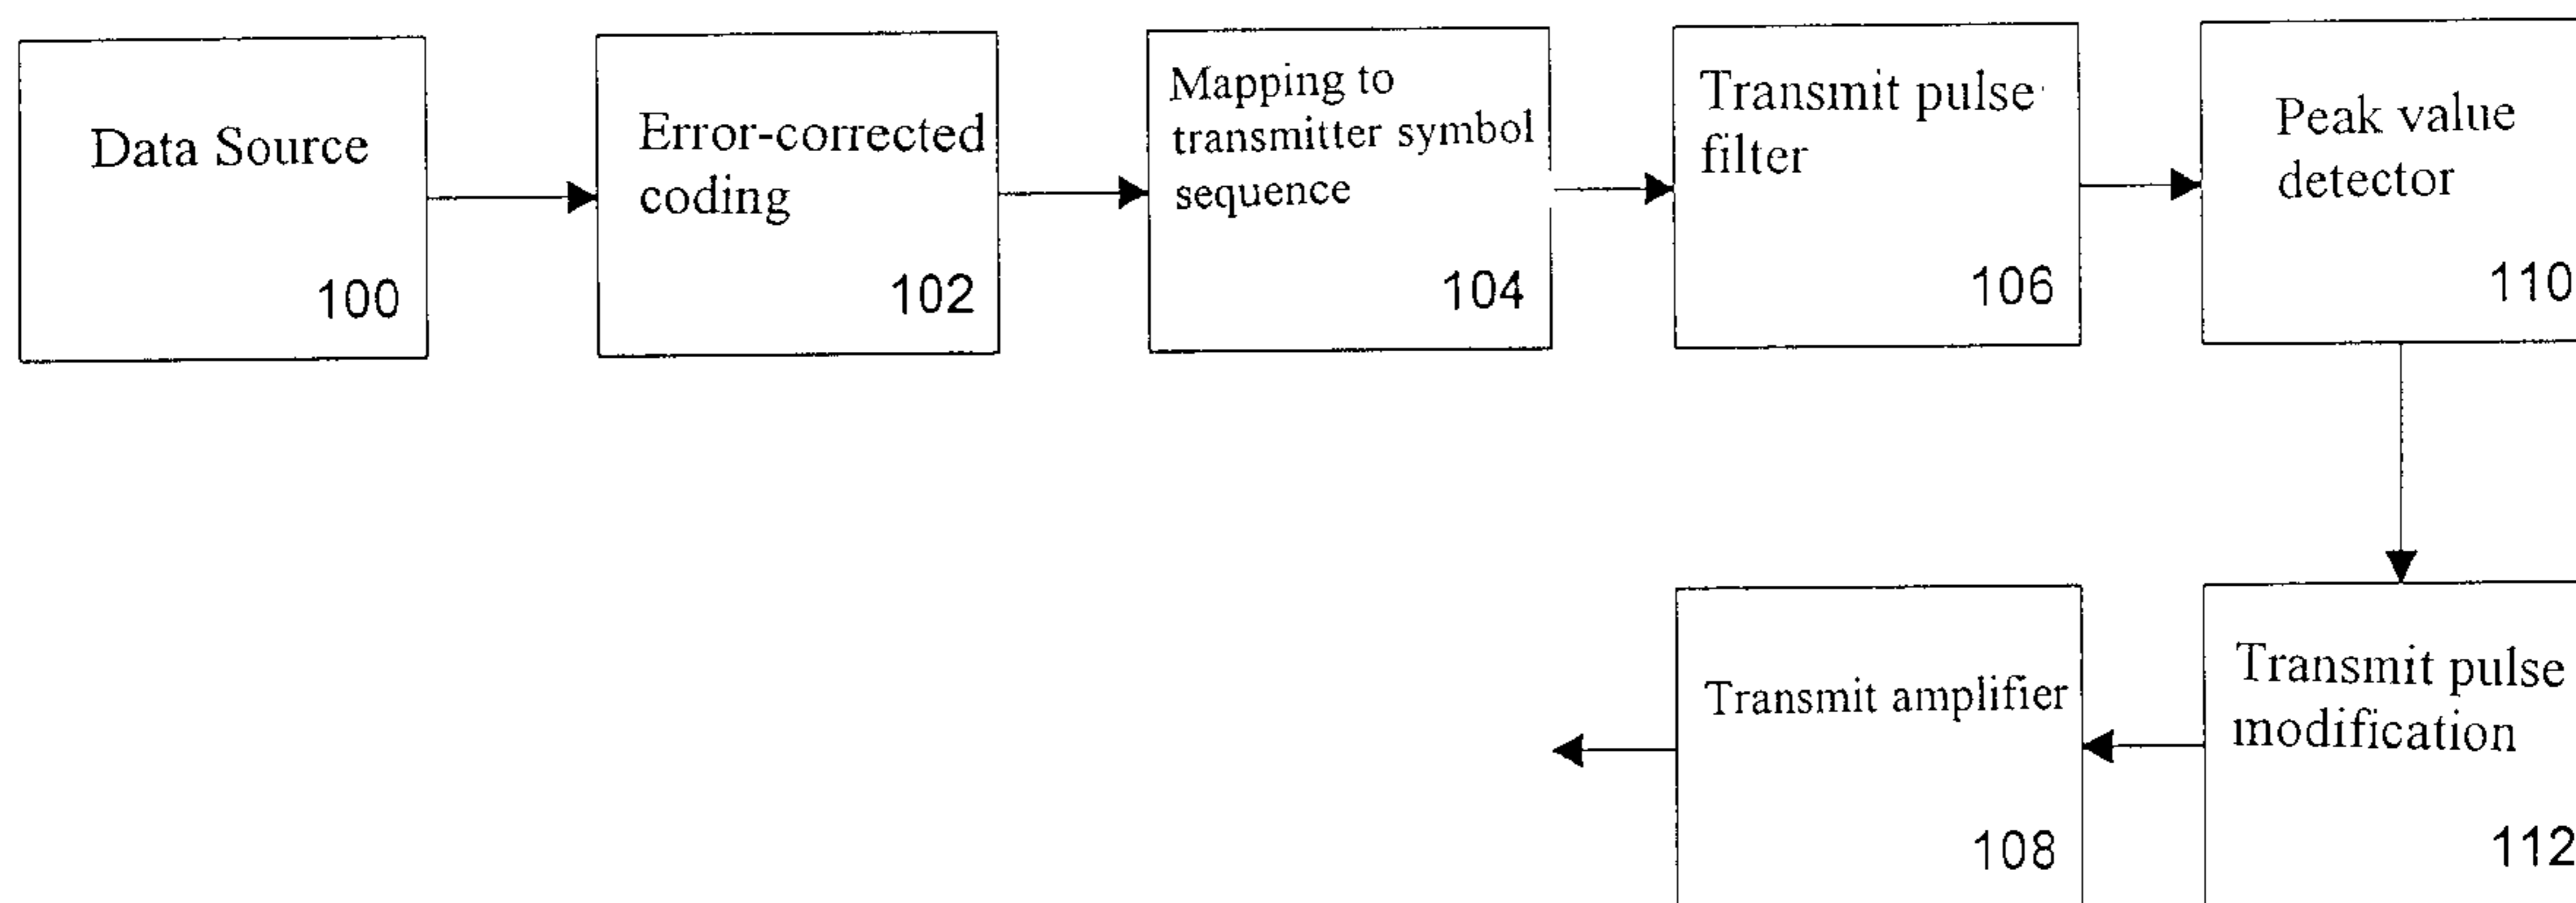 Data Source
100
Error-corrected
coding
102
Mapping to
transmitter symbol
sequence
104
Transmit pulse
filter
106
Peak value
detector
110
Transmit amplifier
108
Transmit pulse
modification
112